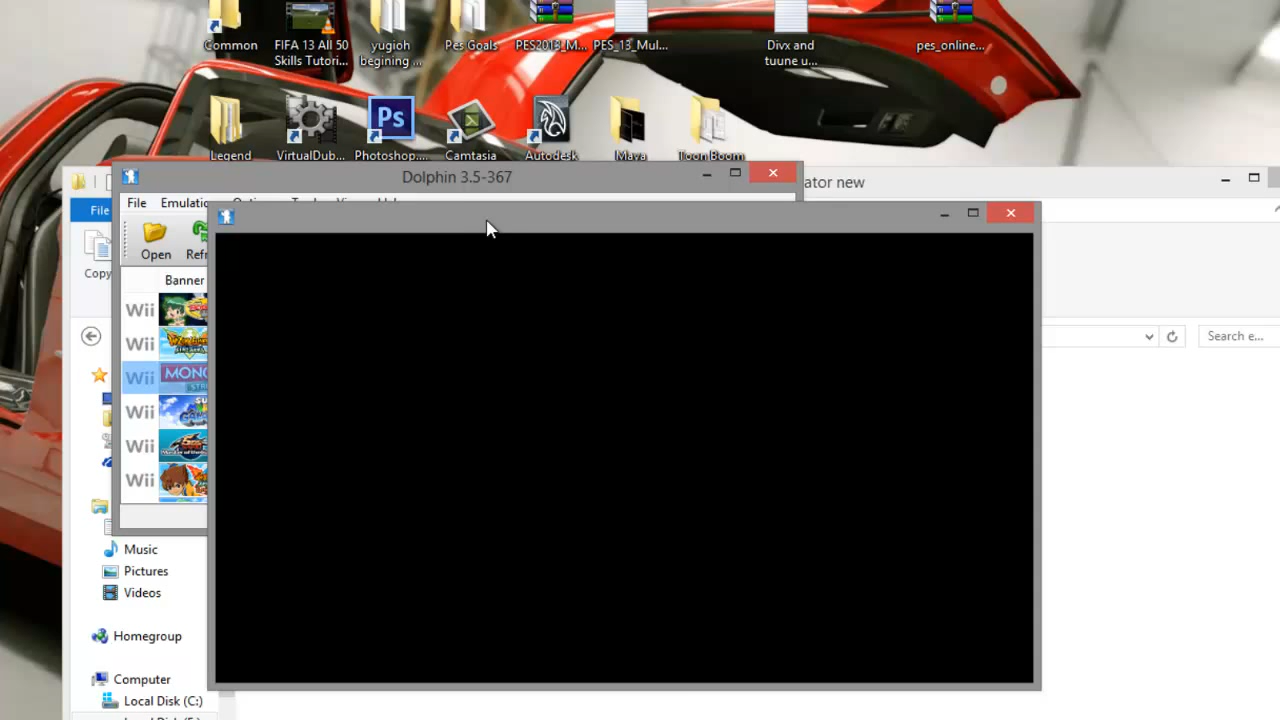 Common
FIFA 13 All 50
Skills Tutori...
yugioh
begining ...
Pes Goals
PES2013_M...
PES_13_Mul...
Divx and
tuune u...
pes_online...
Legend
VirtualDub...
Ps
Photoshop....
Camtasia
Autodesk
Maya
Toon Boom
Dolphin 3.5-367
ator new
File
File
Emulatio
Copy
Open
Refr
Banner
Wii
Wii
Wii
MONO
Wii
Wii
Wii
Search e...
Music
Pictures
Videos
Homegroup
Computer
Local Disk (C:)